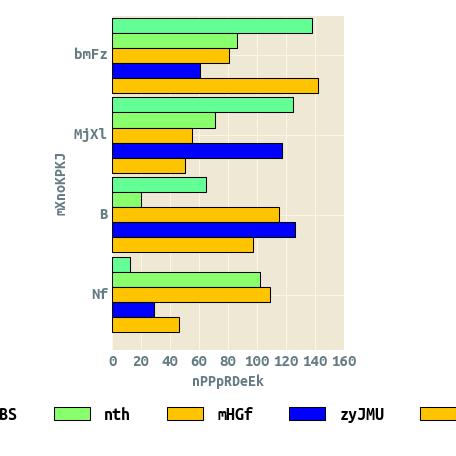 bmFz
MjXl
B
Nf
mXnoKPKJ
0 20 40 60 80 100 120 140 160
nPPpRDeEk
BS nth mHGf zyJMU